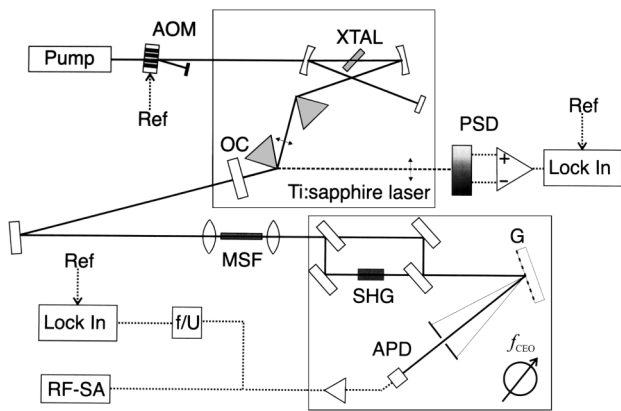 AOM
XTAL
Pump
Ref
OC
PSD
Ref
+
−
Lock In
Ti:sapphire laser
MSF
G
SHG
Ref
Lock In
f/U
APD
f_CEO
RF-SA